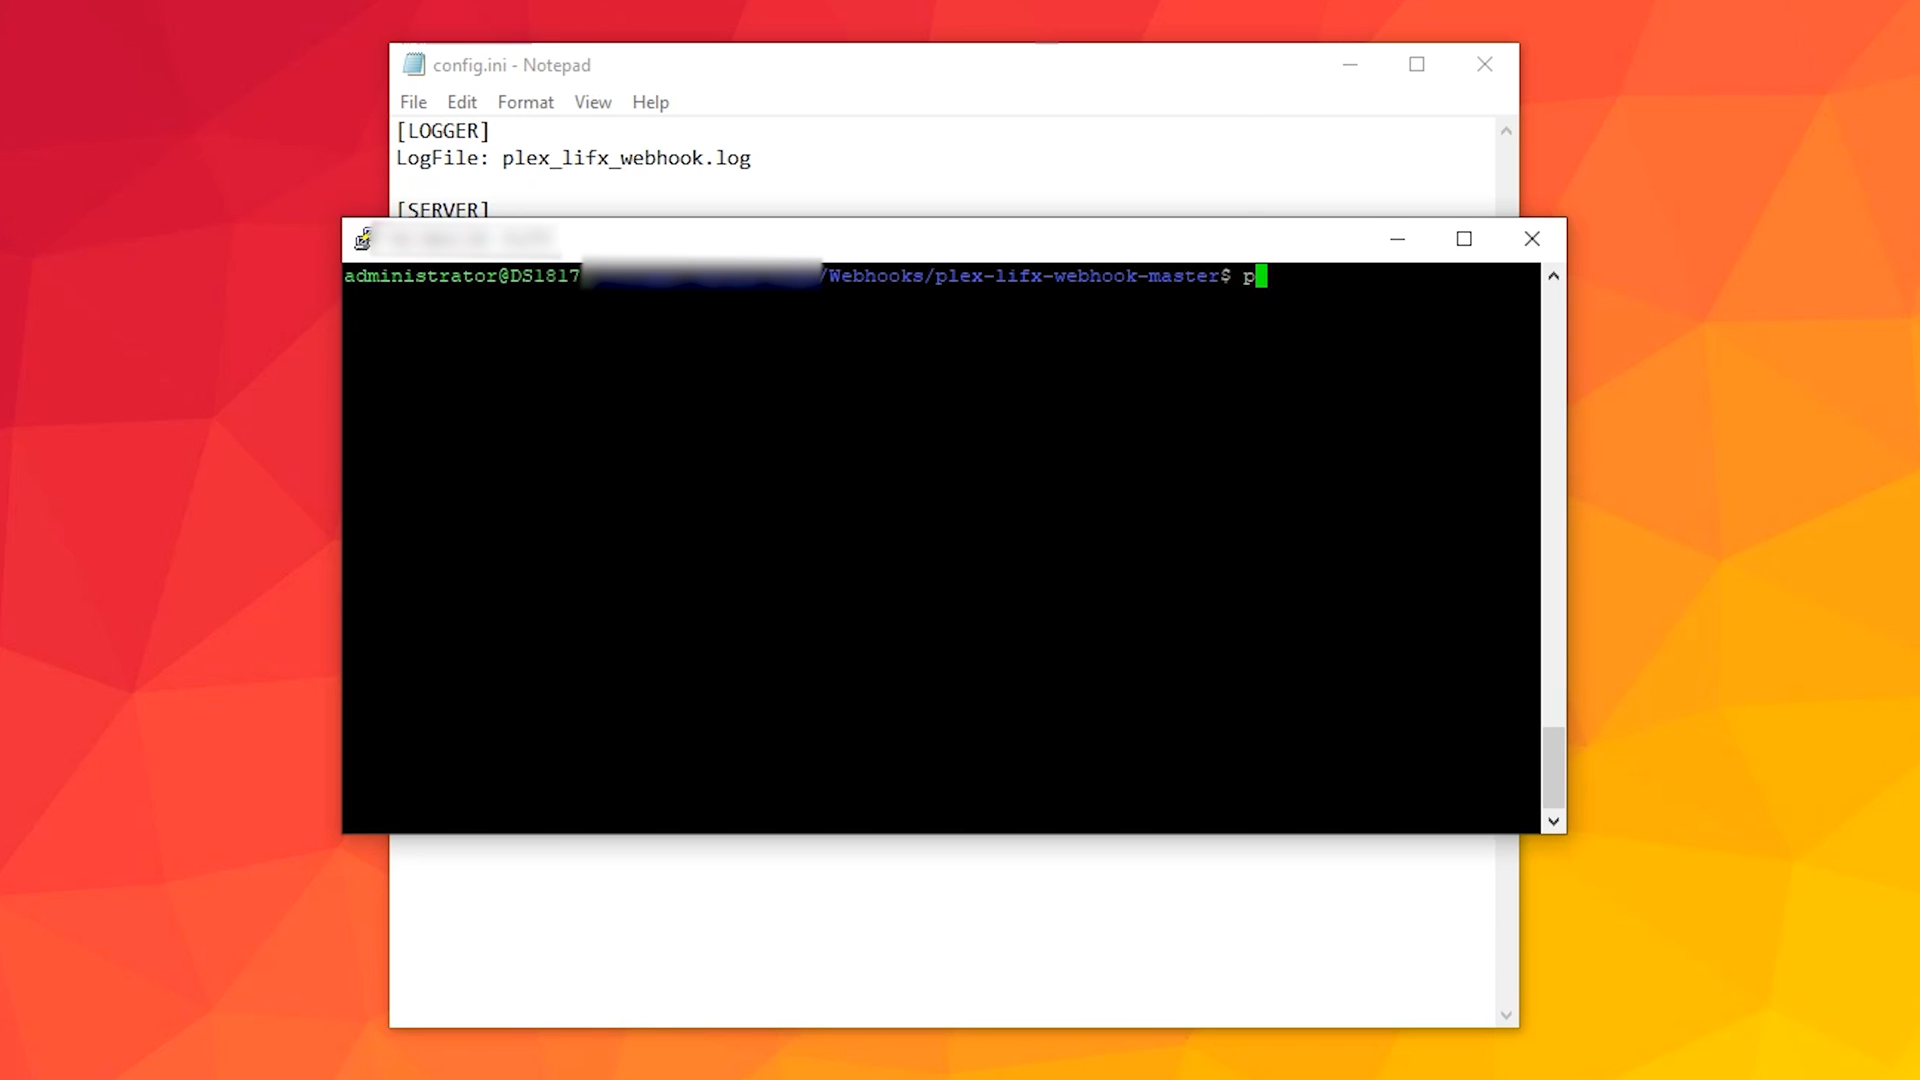 config.ini - Notepad
File Edit Format View Help
[LOGGER]
LogFile: plex_lifx_webhook.log
[SERVER]
administrator@DS1817 /Webhooks/plex-lifx-webhook-master$ p